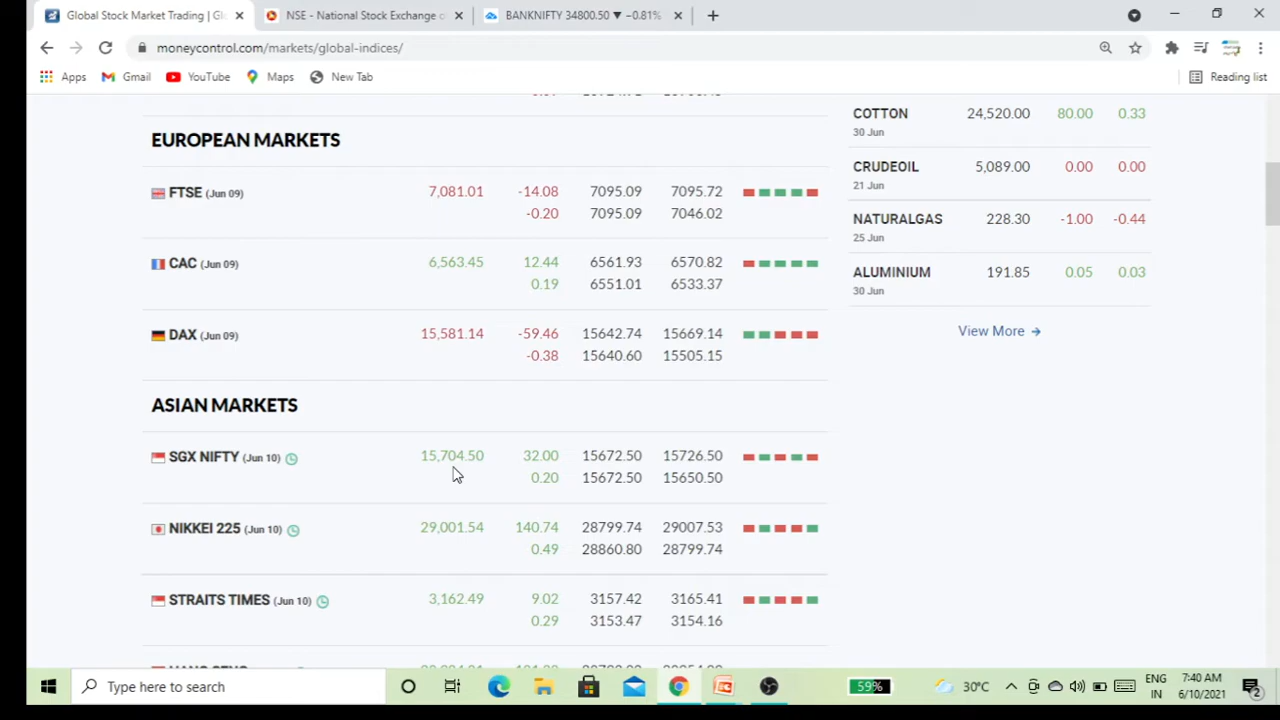 Global Stock Market Trading | Gl
NSE - National Stock Exchange o
BANKNIFTY 34800.50 ▼ −0.81%
moneycontrol.com/markets/global-indices/
Apps Gmail YouTube Maps New Tab Reading list
EUROPEAN MARKETS
FTSE (Jun 09) 7,081.01 -14.08 7095.09 7095.72
-0.20 7095.09 7046.02
CAC (Jun 09) 6,563.45 12.44 6561.93 6570.82
0.19 6551.01 6533.37
DAX (Jun 09) 15,581.14 -59.46 15642.74 15669.14
-0.38 15640.60 15505.15
ASIAN MARKETS
SGX NIFTY (Jun 10) 15,704.50 32.00 15672.50 15726.50
0.20 15672.50 15650.50
NIKKEI 225 (Jun 10) 29,001.54 140.74 28799.74 29007.53
0.49 28860.80 28799.74
STRAITS TIMES (Jun 10) 3,162.49 9.02 3157.42 3165.41
0.29 3153.47 3154.16
COTTON 24,520.00 80.00 0.33
30 Jun
CRUDEOIL 5,089.00 0.00 0.00
21 Jun
NATURALGAS 228.30 -1.00 -0.44
25 Jun
ALUMINIUM 191.85 0.05 0.03
30 Jun
View More →
Type here to search
59%
30°C
ENG
IN
7:40 AM
6/10/2021
2